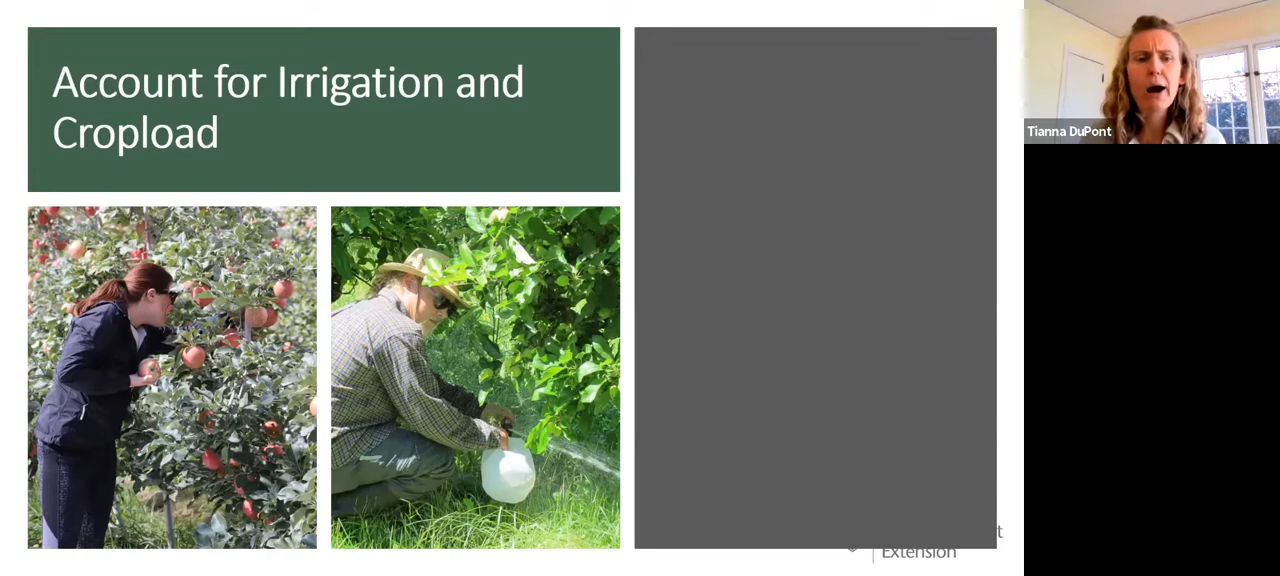 Account for Irrigation and
Cropload
Tianna DuPont
t
Extension